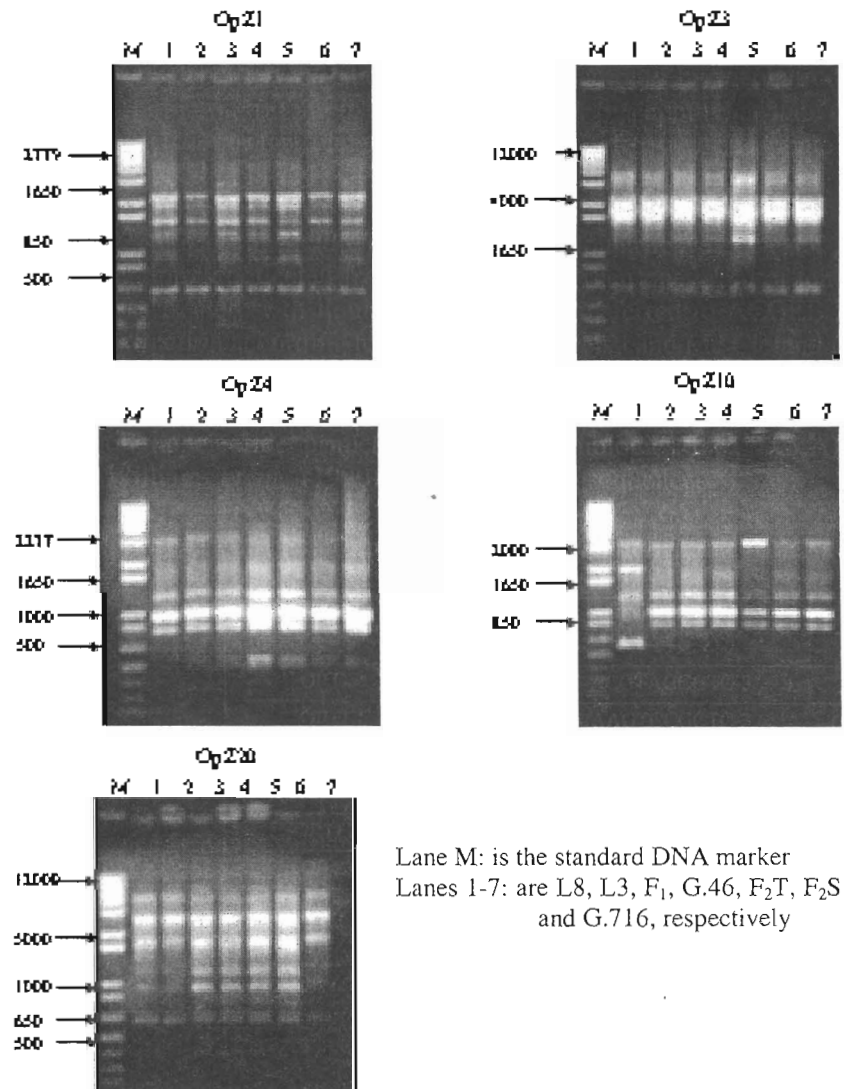 OpZ1
M 1 2 3 4 5 6 7
1650
850
500
OpZ3
M 1 2 3 4 5 6 7
11000
1650
OpZ4
M 1 2 3 4 5 6 7
1650
1000
500
OpZ10
M 1 2 3 4 5 6 7
1000
1650
850
OpZ20
M 1 2 3 4 5 6 7
11000
5000
1000
650
500
Lane M: is the standard DNA marker
Lanes 1-7: are L8, L3, F₁, G.46, F₂T, F₂S
and G.716, respectively